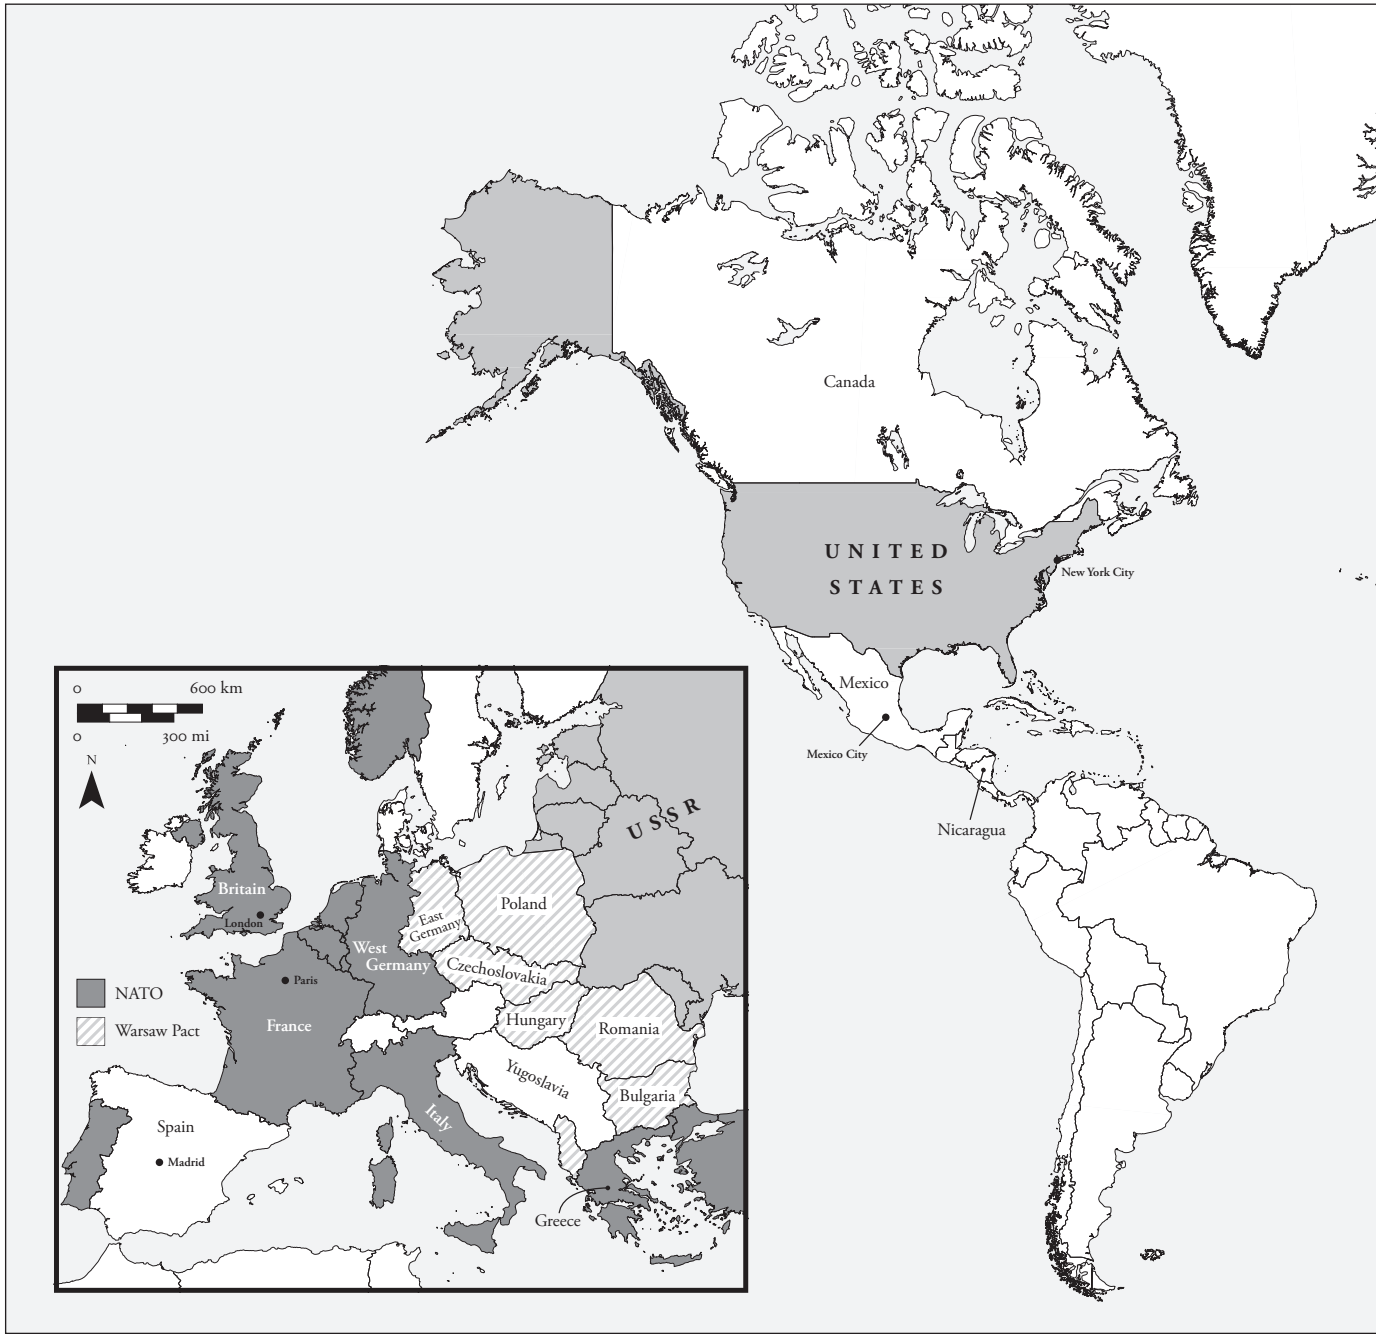 Canada
UNITED
STATES
New York City
Mexico
Mexico City
Nicaragua
0 600 km
0 300 mi
N
USSR
Britain
London
Poland
East
Germany
West
Germany
Czechoslovakia
Paris
NATO
Warsaw Pact
France
Hungary
Romania
Yugoslavia
Bulgaria
Italy
Spain
Madrid
Greece